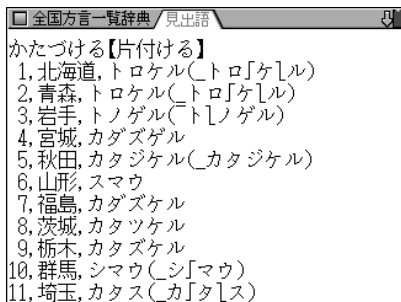 全国方言一覧辞典 見出語
かたづける【片付ける】
1,北海道,トロケル(_トロ｢ケ⎣ル)
2,青森,トロケル(_トロ｢ケ⎣ル)
3,岩手,トノゲル(￣ト⎣ノゲル)
4,宮城,カダズゲル
5,秋田,カタジケル(_カタジケル)
6,山形,スマウ
7,福島,カダズケル
8,茨城,カタツケル
9,栃木,カタズケル
10,群馬,シマウ(_シ｢マウ)
11,埼玉,カタス(_カ｢タ⎣ス)